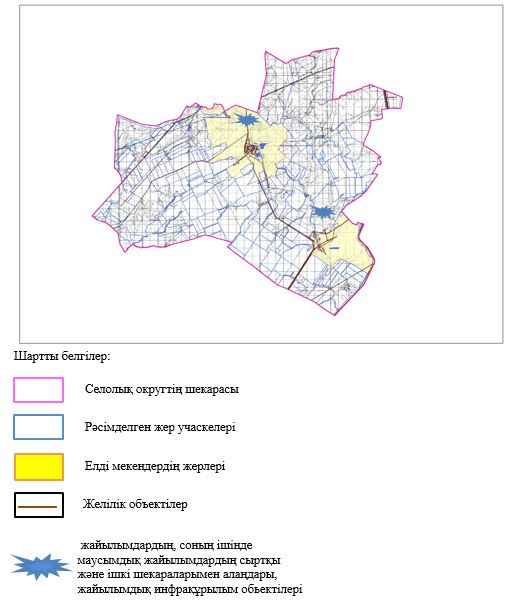 Шартты белгілер:
Селолық округтің шекарасы
Рәсімделген жер учаскелері
Елді мекендердің жерлері
Желілік объектілер
жайылымдардың, соның ішінде
маусымдық жайылымдардың сыртқы
және ішкі шекараларымен алаңдары,
жайылымдық инфрақұрылым обьектілері